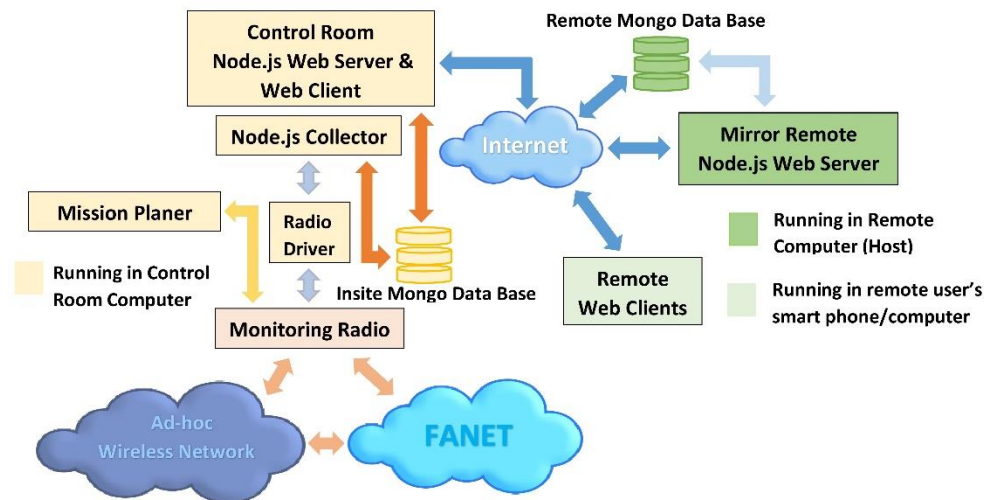 Remote Mongo Data Base
Control Room
Node.js Web Server &
Web Client
Node.js Collector
Internet
Mirror Remote
Node.js Web Server
Mission Planer
Radio
Driver
Running in Remote
Computer (Host)
Running in Control
Room Computer
Insite Mongo Data Base
Remote
Web Clients
Running in remote user's
smart phone/computer
Monitoring Radio
Ad-hoc
Wireless Network
FANET